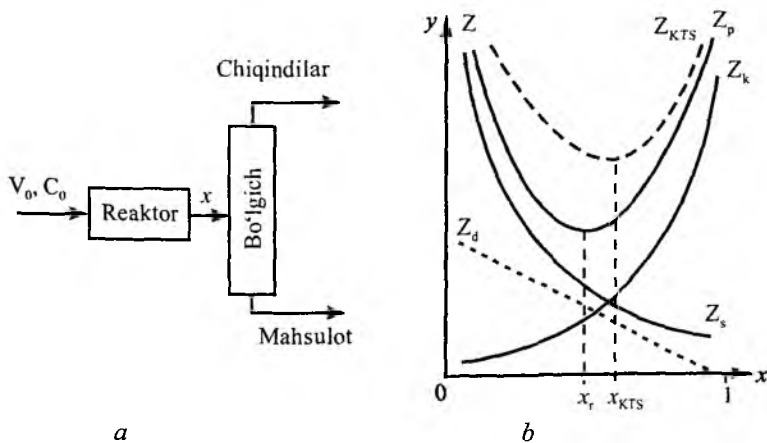 Chiqindilar
V₀, C₀
Reaktor
x
Bo‘lgich
Mahsulot
a
y
Z
Z_KTS
Z_p
Z_k
Z_d
Z_s
0
x_r
x_KTS
1
x
b